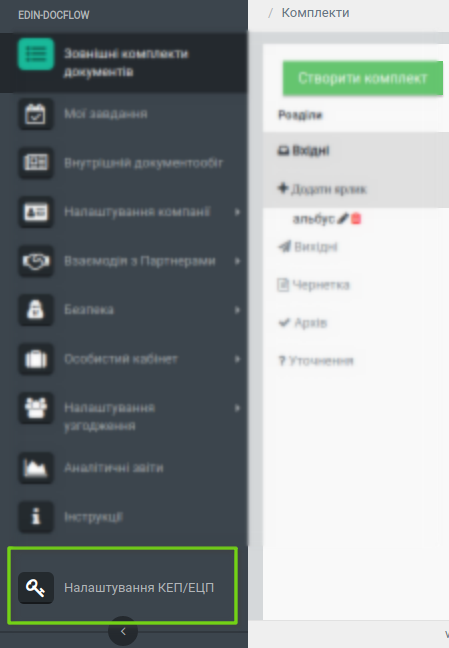 EDIN-DOCFLOW
Зовнішні комплекти
документів
Мої завдання
Внутрішній документообіг
Налаштування компанії
Взаємодія з Партнерами
Безпека
Особистий кабінет
Налаштування
узгодження
Аналітичні звіти
Інструкції
Налаштування КЕП/ЕЦП
/ Комплекти
Створити комплект
Розділи
Вхідні
Додати ярлик
альбус
Вихідні
Чернетка
Архів
Уточнення